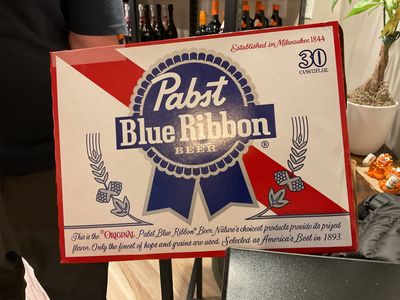 Established in Milwaukee 1844
30
CANS/12FL.OZ.
Pabst
Blue Ribbon
BEER
®
This is the "ORIGINAL Pabst Blue Ribbon® Beer. Nature's choicest products provide its prized
flavor. Only the finest of hops and grains are used. Selected as America's Best in 1893.